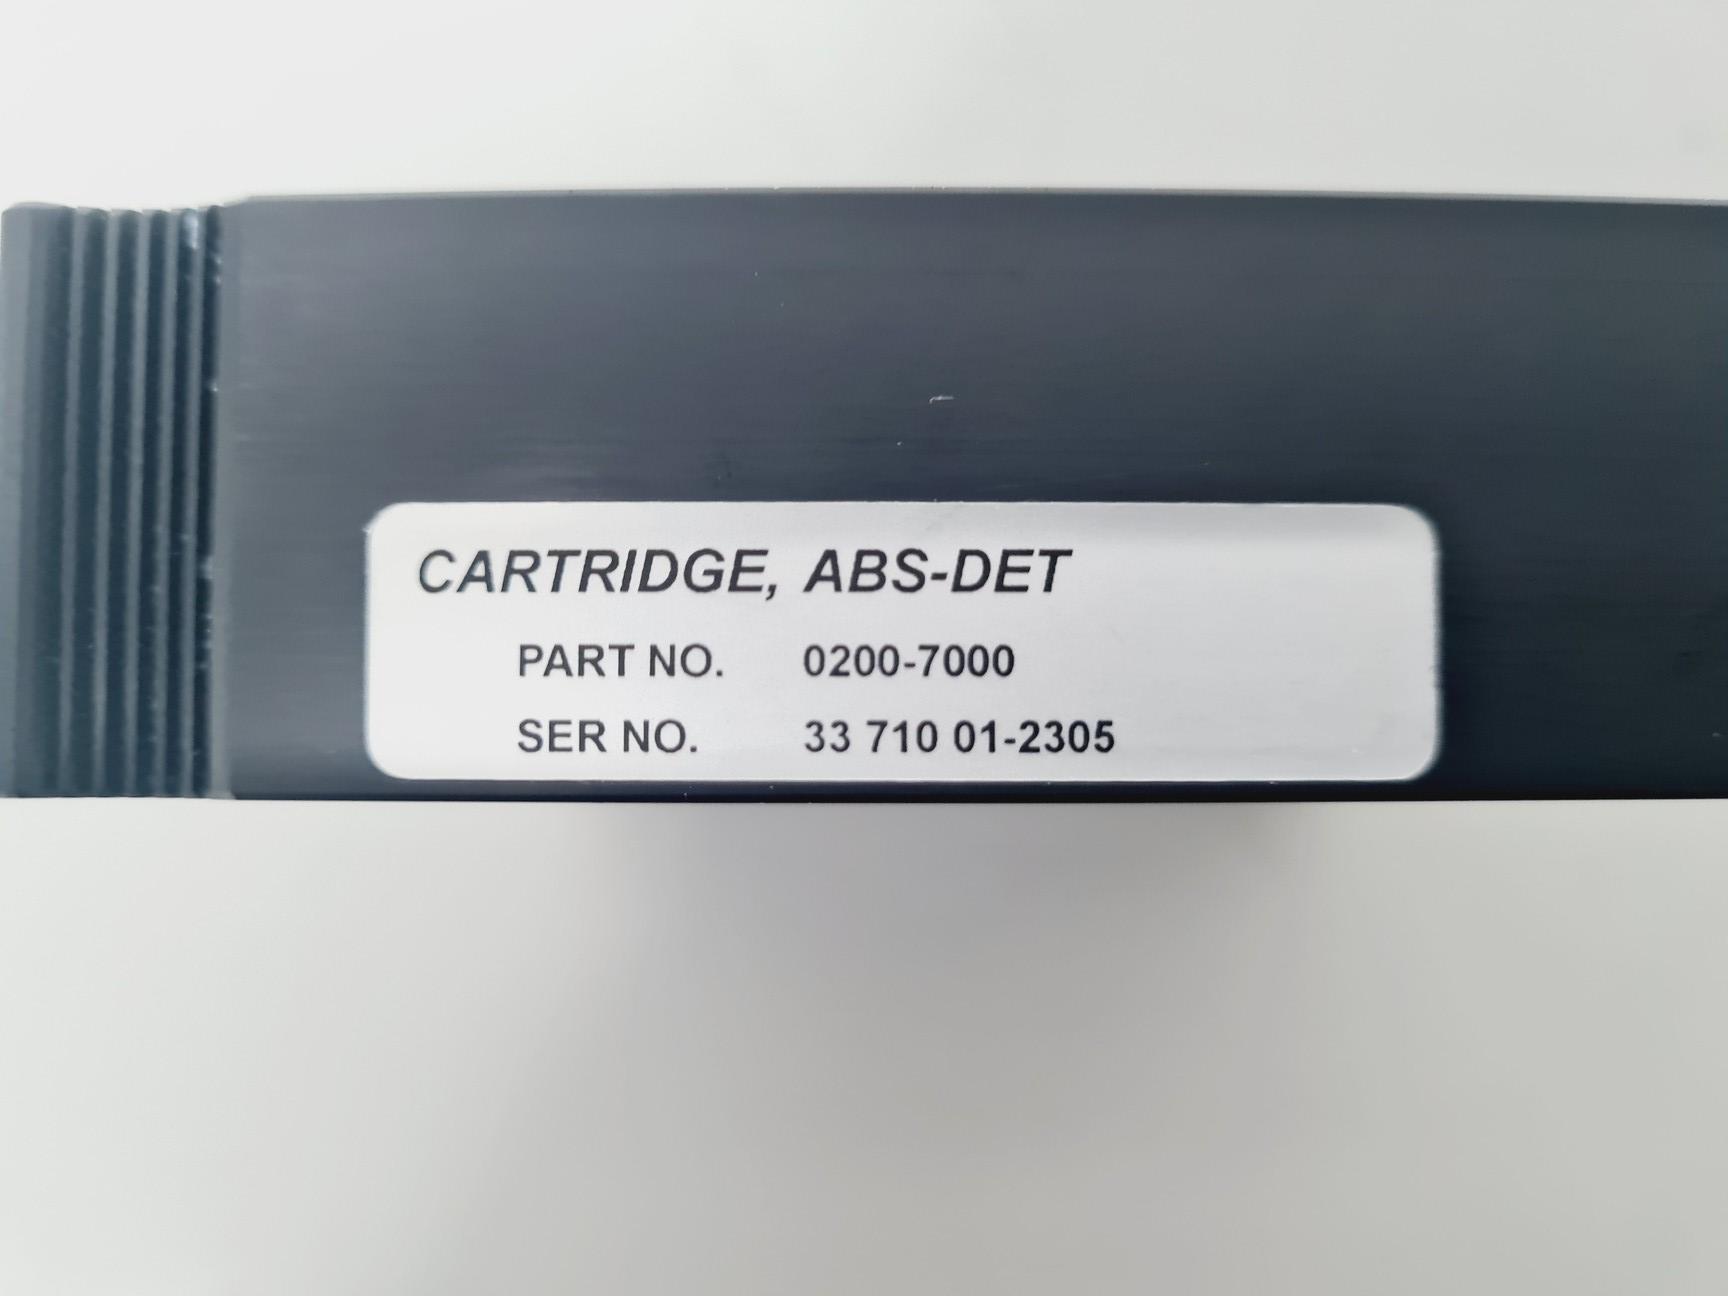 CARTRIDGE, ABS-DET
PART NO. 0200-7000
SER NO. 33 710 01-2305